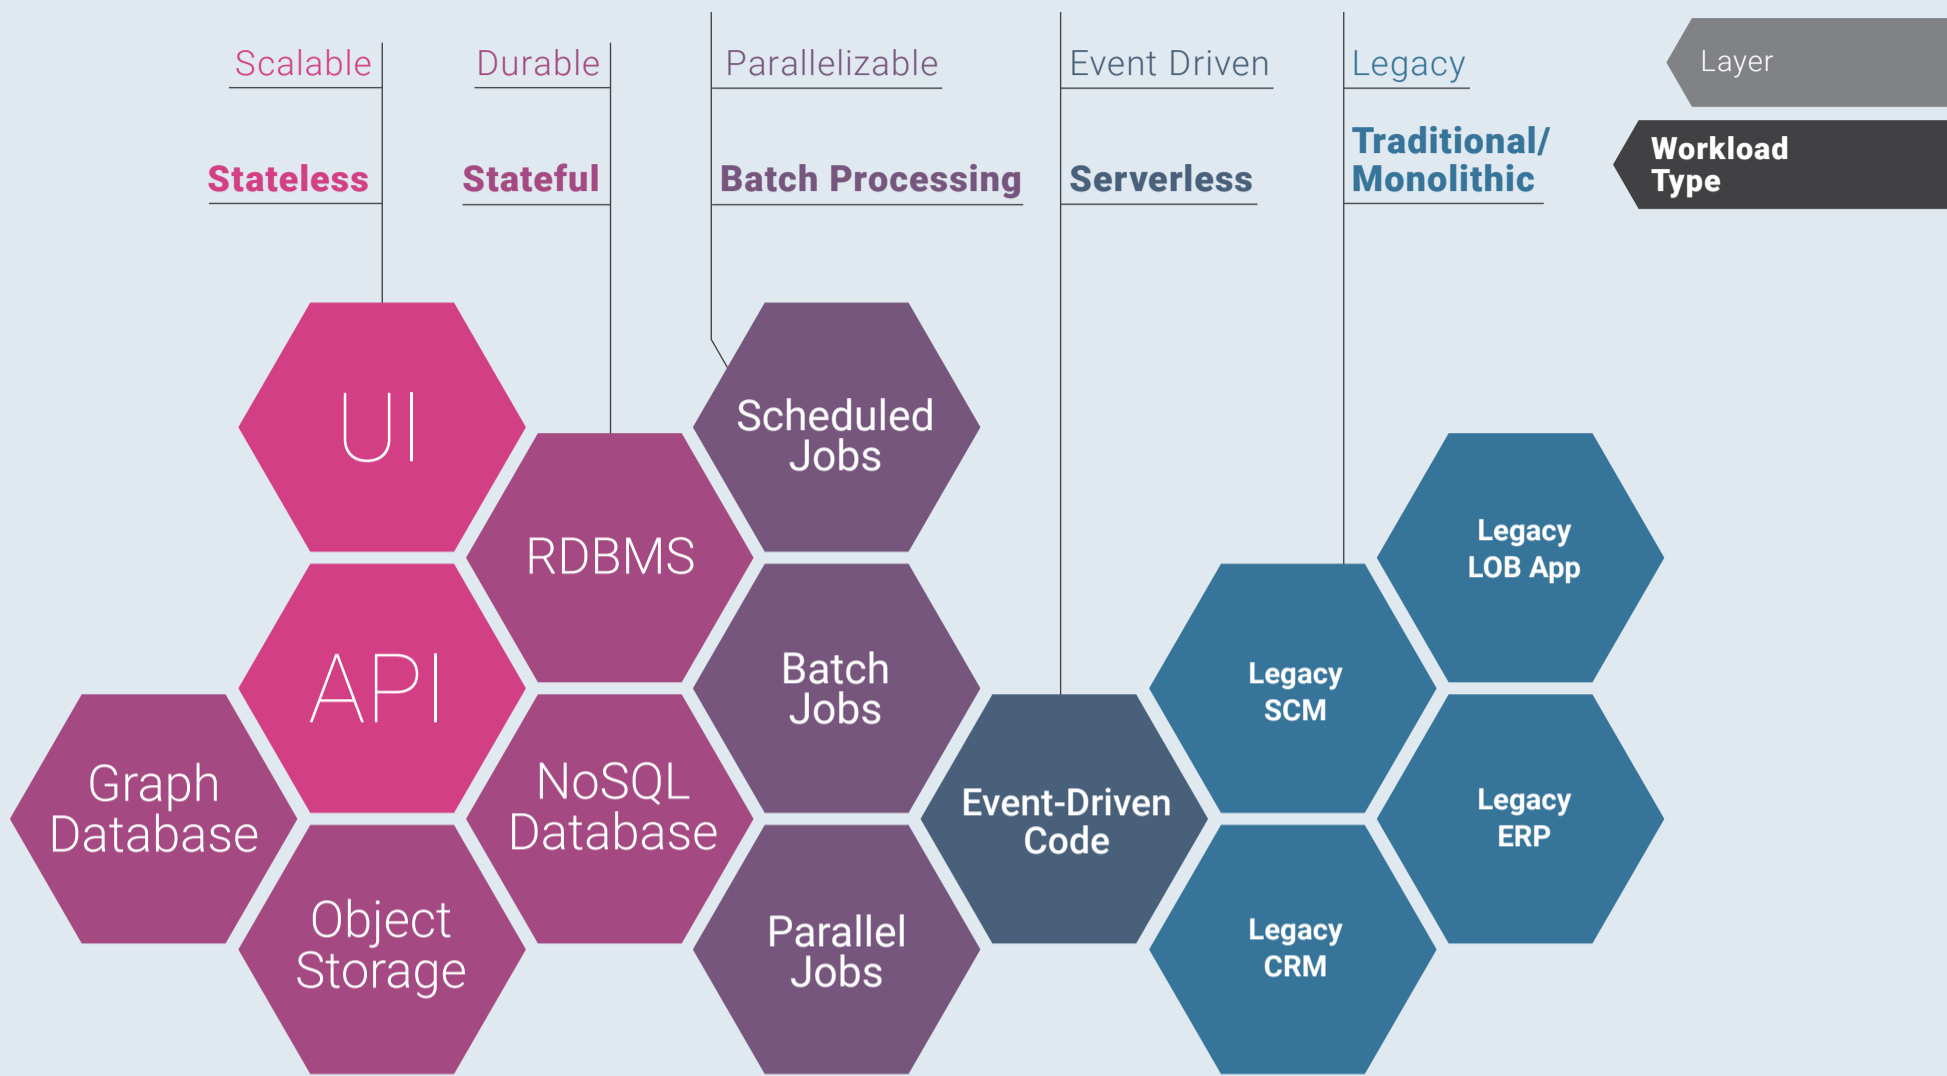 Scalable
Durable
Parallelizable
Event Driven
Legacy
Layer
Stateless
Stateful
Batch Processing
Serverless
Traditional/
Monolithic
Workload
Type
UI
Scheduled
Jobs
RDBMS
Legacy
LOB App
API
Batch
Jobs
Legacy
SCM
Graph
Database
NoSQL
Database
Event-Driven
Code
Legacy
ERP
Object
Storage
Parallel
Jobs
Legacy
CRM